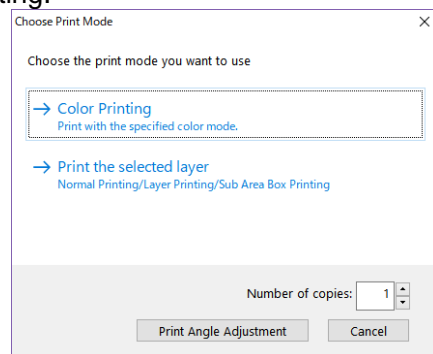 Choose Print Mode
Choose the print mode you want to use
→ Color Printing
Print with the specified color mode.
→ Print the selected layer
Normal Printing/Layer Printing/Sub Area Box Printing
Number of copies: 1
Print Angle Adjustment Cancel